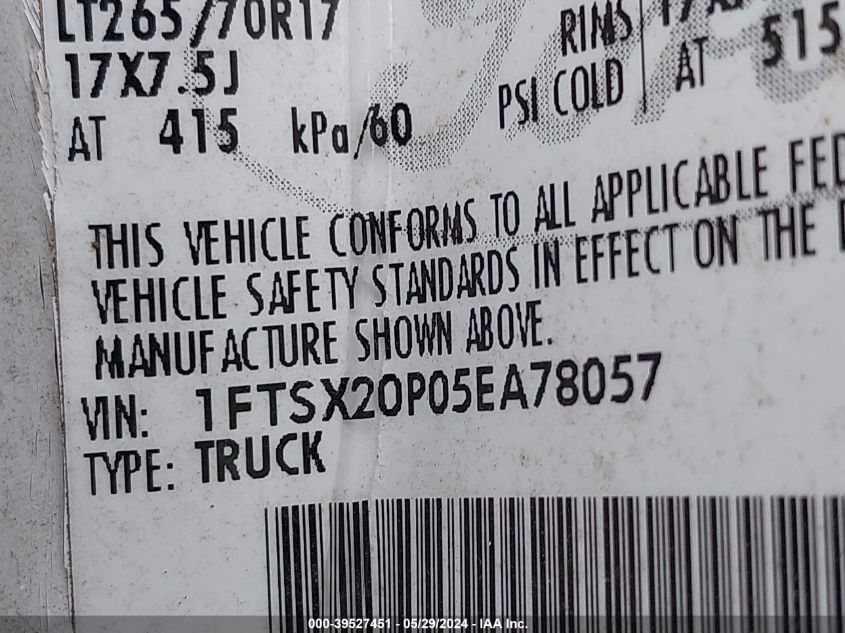 LT265/70R17
17X7.5J
RIMS
AT 415 kPa/60 PSI COLD AT 515
THIS VEHICLE CONFORMS TO ALL APPLICABLE FED
VEHICLE SAFETY STANDARDS IN EFFECT ON THE
MANUFACTURE SHOWN ABOVE.
VIN: 1FTSX20P05EA78057
TYPE: TRUCK
000-39527451 - 05/29/2024 - IAA Inc.